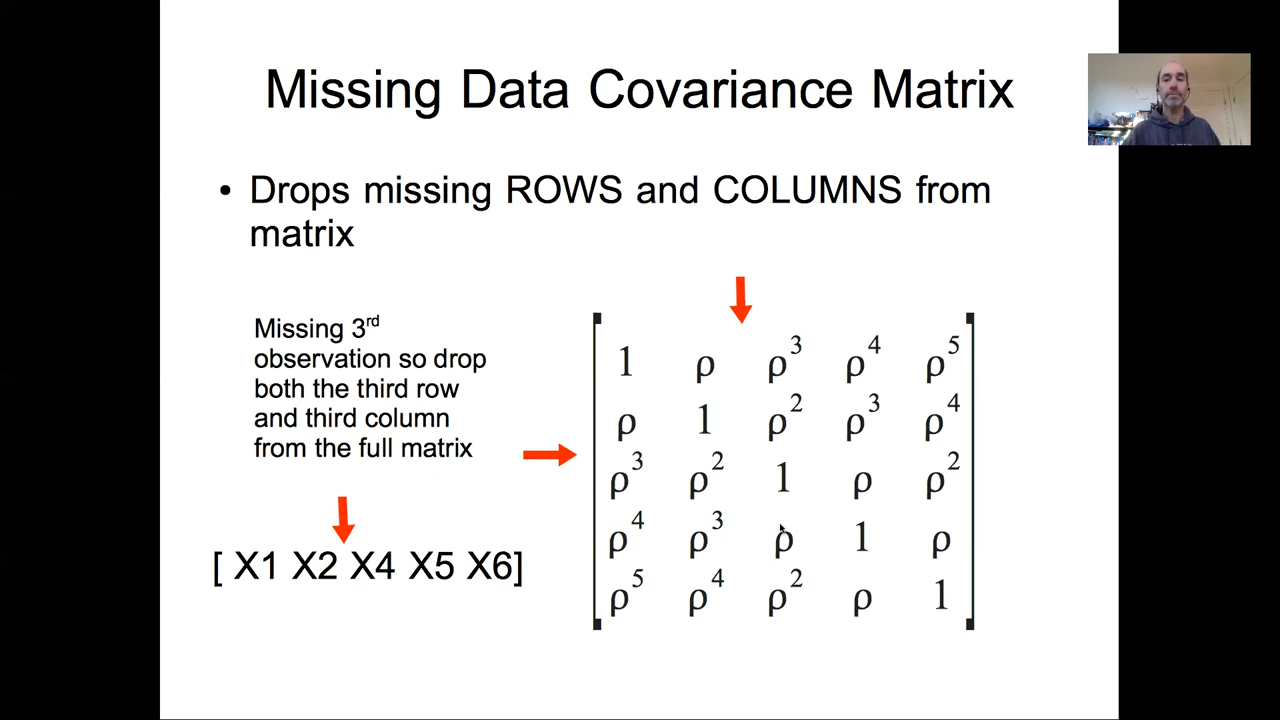 Missing Data Covariance Matrix
• Drops missing ROWS and COLUMNS from
matrix
Missing 3rd
observation so drop
both the third row
and third column
from the full matrix
[ X1 X2 X4 X5 X6]
1 ρ ρ³ ρ⁴ ρ⁵
ρ 1 ρ² ρ³ ρ⁴
ρ³ ρ² 1 ρ ρ²
ρ⁴ ρ³ ρ 1 ρ
ρ⁵ ρ⁴ ρ² ρ 1